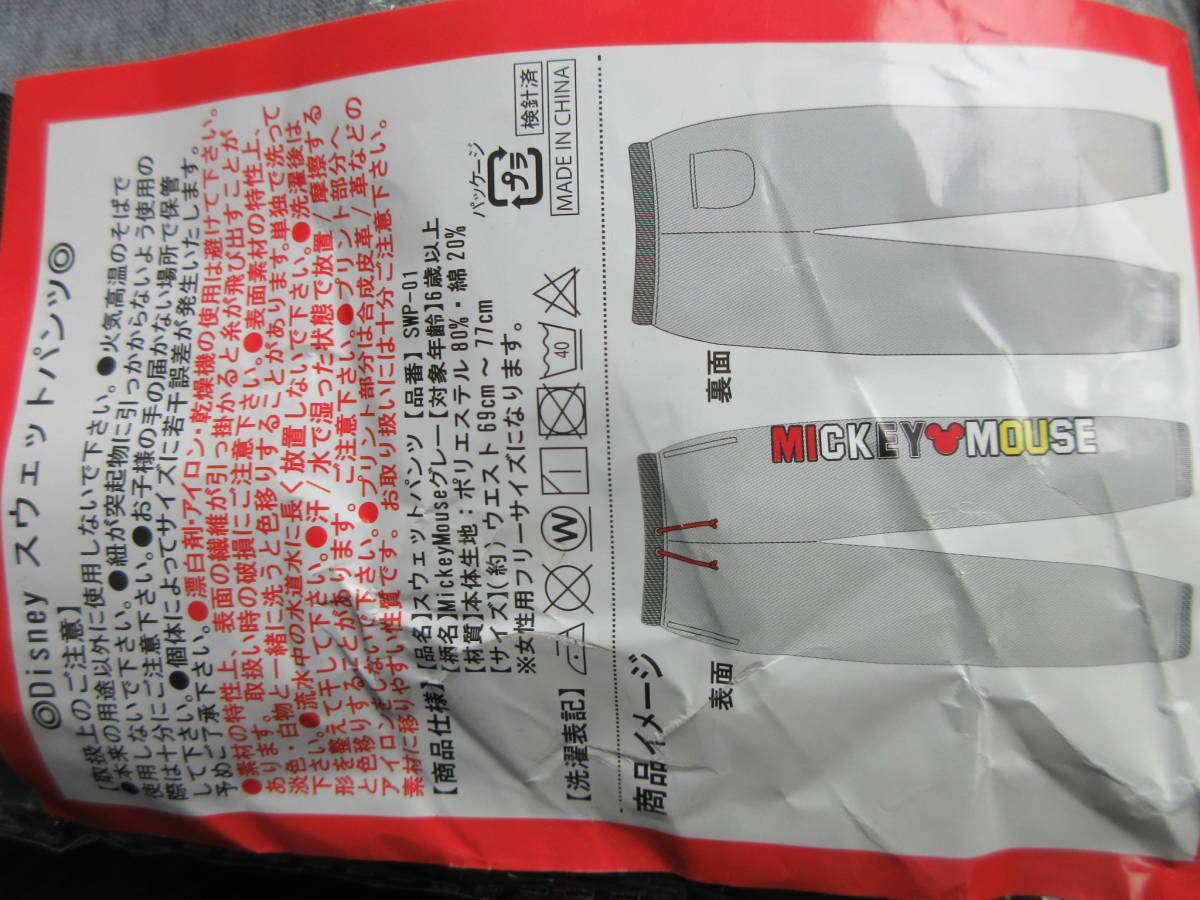 ◎Disney スウェットパンツ◎
【取扱上のご注意】
●本来の用途以外に使用しないで下さい。●火気高温のそばで
使用しないで下さい。●紐が突起物に引っかからないよう使用の
際は十分にご注意下さい。●お子様の手の届かない場所で保管
して下さい。●個体によってサイズに若干誤差が発生いたします。
予めご了承下さい。●漂白剤・アイロン・乾燥機の使用は避けて下さい。
●素材の特性上、表面の繊維が引っ掛かると糸が飛び出すことが
あります。取扱い時の破損にご注意下さい。●表面素材の特性上、
淡色・白物と一緒に洗うと色移りすることがあります。単独で洗って
下さい。●流水中の水道水に長く放置しないで下さい。●洗濯後は
形を整えて干して下さい。●汗/水で湿った状態で放置/摩擦する
と色移りすることがあります。ご注意下さい。●プリント部分へ
アイロンをしないで下さい。●プリント部分は合成皮革/革などの
素材に移りやすい性質です。お取り扱いには十分ご注意下さい。
【商品仕様】【品名】スウェットパンツ【品番】SWP-01
【柄名】MickeyMouseグレー【対象年齢】6歳以上
【材質】本体生地:ポリエステル80%・綿20%
【サイズ】(約)ウエスト69cm～77cm
※女性用フリーサイズになります。
パッケージ
プラ
検針済
MADE IN CHINA
【洗濯表記】
W
40
商品イメージ
表面
裏面
MICKEY MOUSE